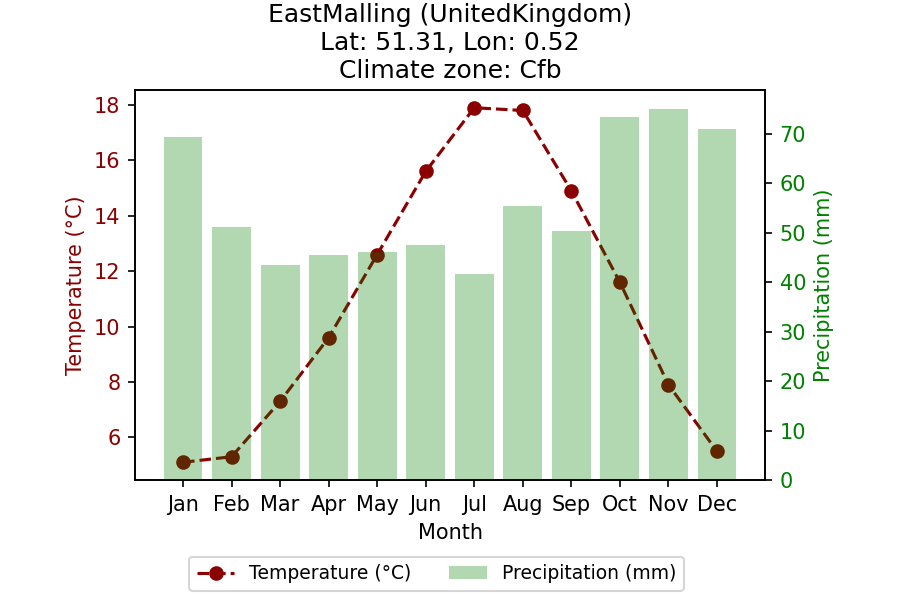 EastMalling (UnitedKingdom)
Lat: 51.31, Lon: 0.52
Climate zone: Cfb
18
16
14
12
10
8
6
Temperature (°C)
70
60
50
40
30
20
10
0
Precipitation (mm)
Jan Feb Mar Apr May Jun Jul Aug Sep Oct Nov Dec
Month
Temperature (°C) Precipitation (mm)